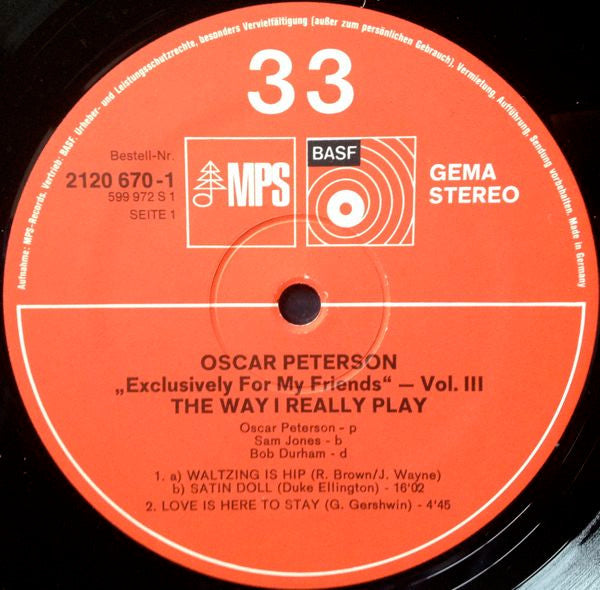 Aufnahme: MPS-Records. Vertrieb: BASF. Urheber- und Leistungsschutzrechte, besonders Vervielfältigung (außer zum persönlichen Gebrauch), Vermietung, Aufführung, Sendung vorbehalten. Made in Germany
33
Bestell-Nr.
2120 670-1
599 972 S 1
SEITE 1
MPS
BASF
GEMA
STEREO
OSCAR PETERSON
„Exclusively For My Friends“ — Vol. III
THE WAY I REALLY PLAY
Oscar Peterson - p
Sam Jones - b
Bob Durham - d
1. a) WALTZING IS HIP (R. Brown/J. Wayne)
b) SATIN DOLL (Duke Ellington) - 16'02
2. LOVE IS HERE TO STAY (G. Gershwin) - 4'45